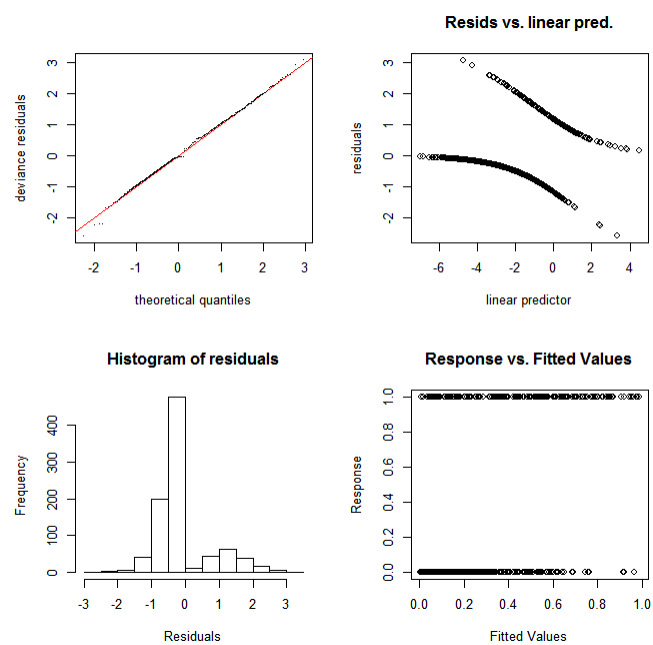 deviance residuals
3
2
1
0
-1
-2
-2 -1 0 1 2 3
theoretical quantiles
Resids vs. linear pred.
residuals
3
2
1
0
-1
-2
-6 -4 -2 0 2 4
linear predictor
Histogram of residuals
Frequency
400
300
200
100
0
-3 -2 -1 0 1 2 3
Residuals
Response vs. Fitted Values
Response
1.0
0.8
0.6
0.4
0.2
0.0
0.0 0.2 0.4 0.6 0.8 1.0
Fitted Values